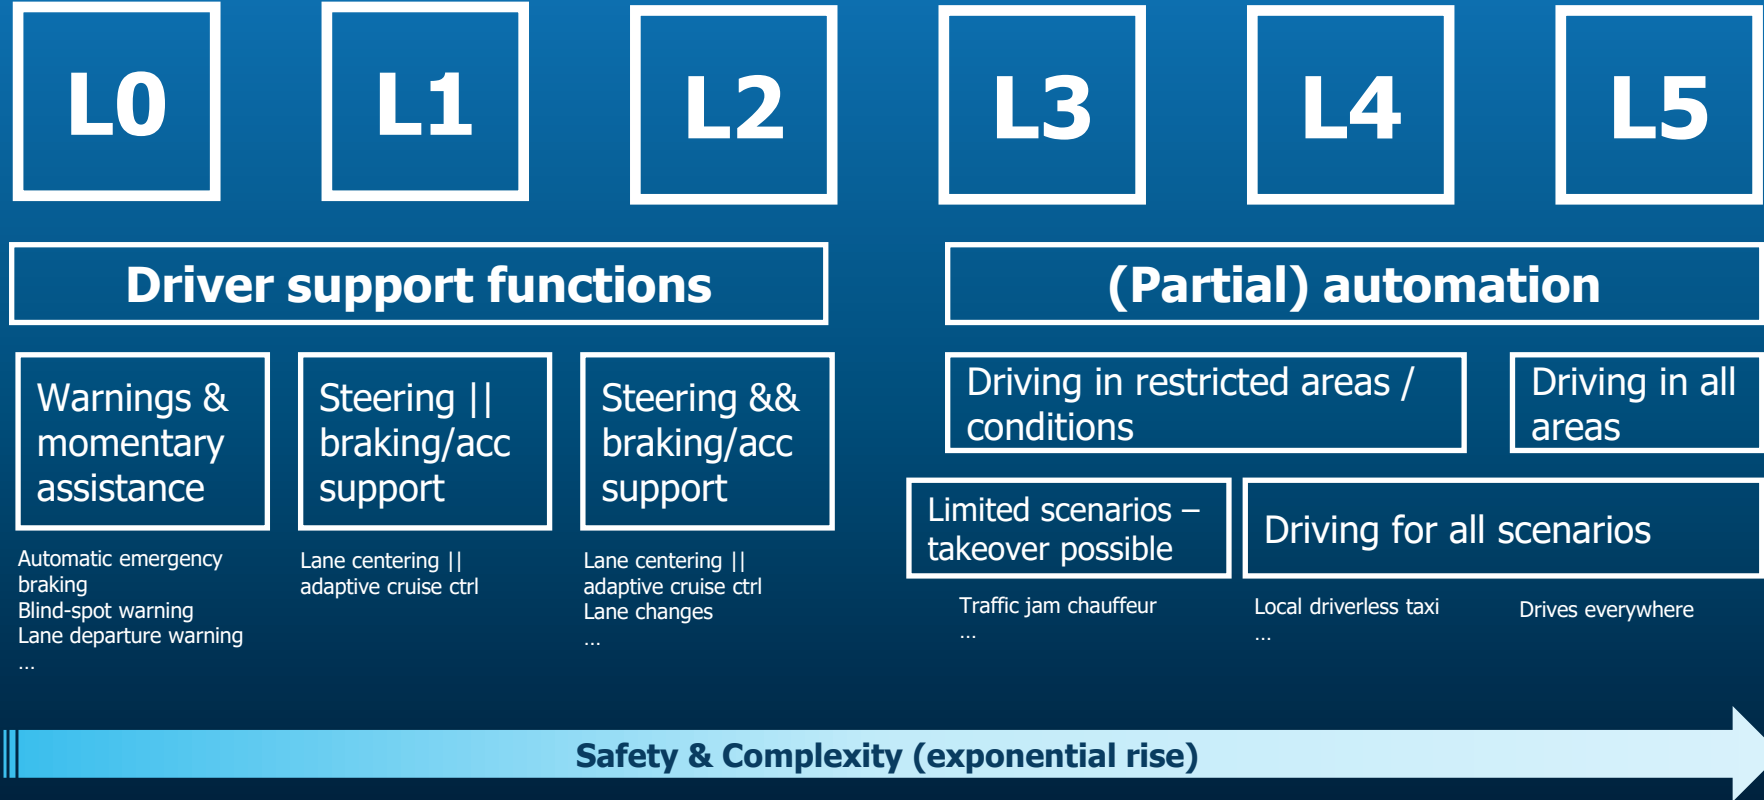 L0
L1
L2
L3
L4
L5
Driver support functions
(Partial) automation
Warnings &
momentary
assistance
Steering ||
braking/acc
support
Steering &&
braking/acc
support
Driving in restricted areas /
conditions
Driving in all
areas
Limited scenarios –
takeover possible
Driving for all scenarios
Automatic emergency
braking
Blind-spot warning
Lane departure warning
...
Lane centering ||
adaptive cruise ctrl
Lane centering ||
adaptive cruise ctrl
Lane changes
...
Traffic jam chauffeur
...
Local driverless taxi
...
Drives everywhere
Safety & Complexity (exponential rise)